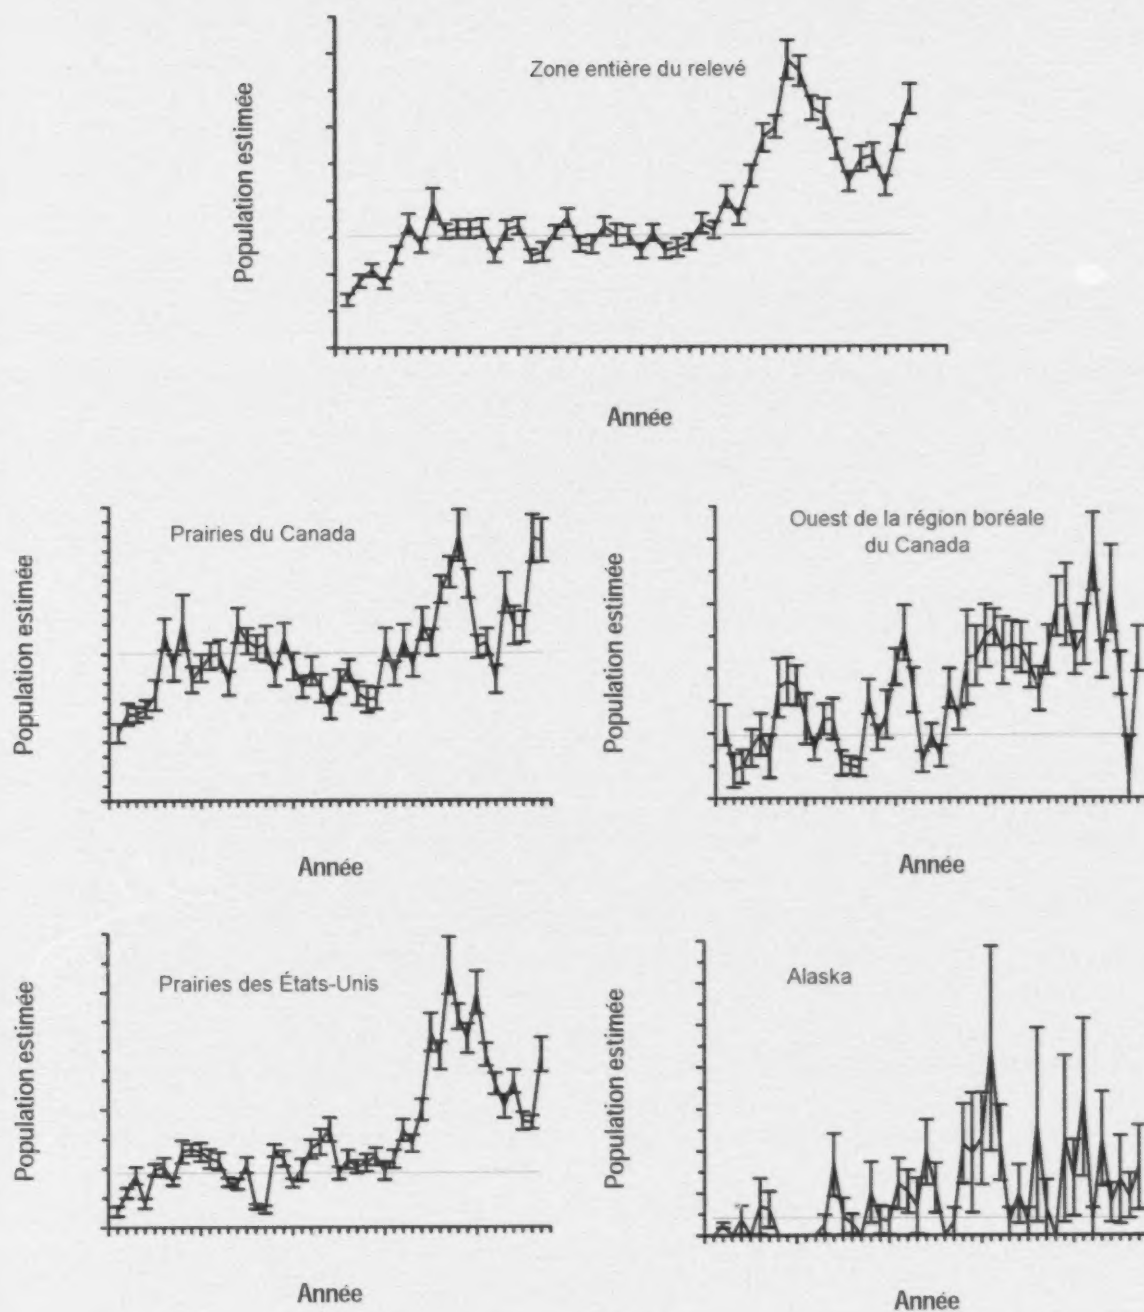 Zone entière du relevé
Population estimée
Année
Prairies du Canada
Population estimée
Année
Ouest de la région boréale
du Canada
Population estimée
Année
Prairies des États-Unis
Population estimée
Année
Alaska
Population estimée
Année